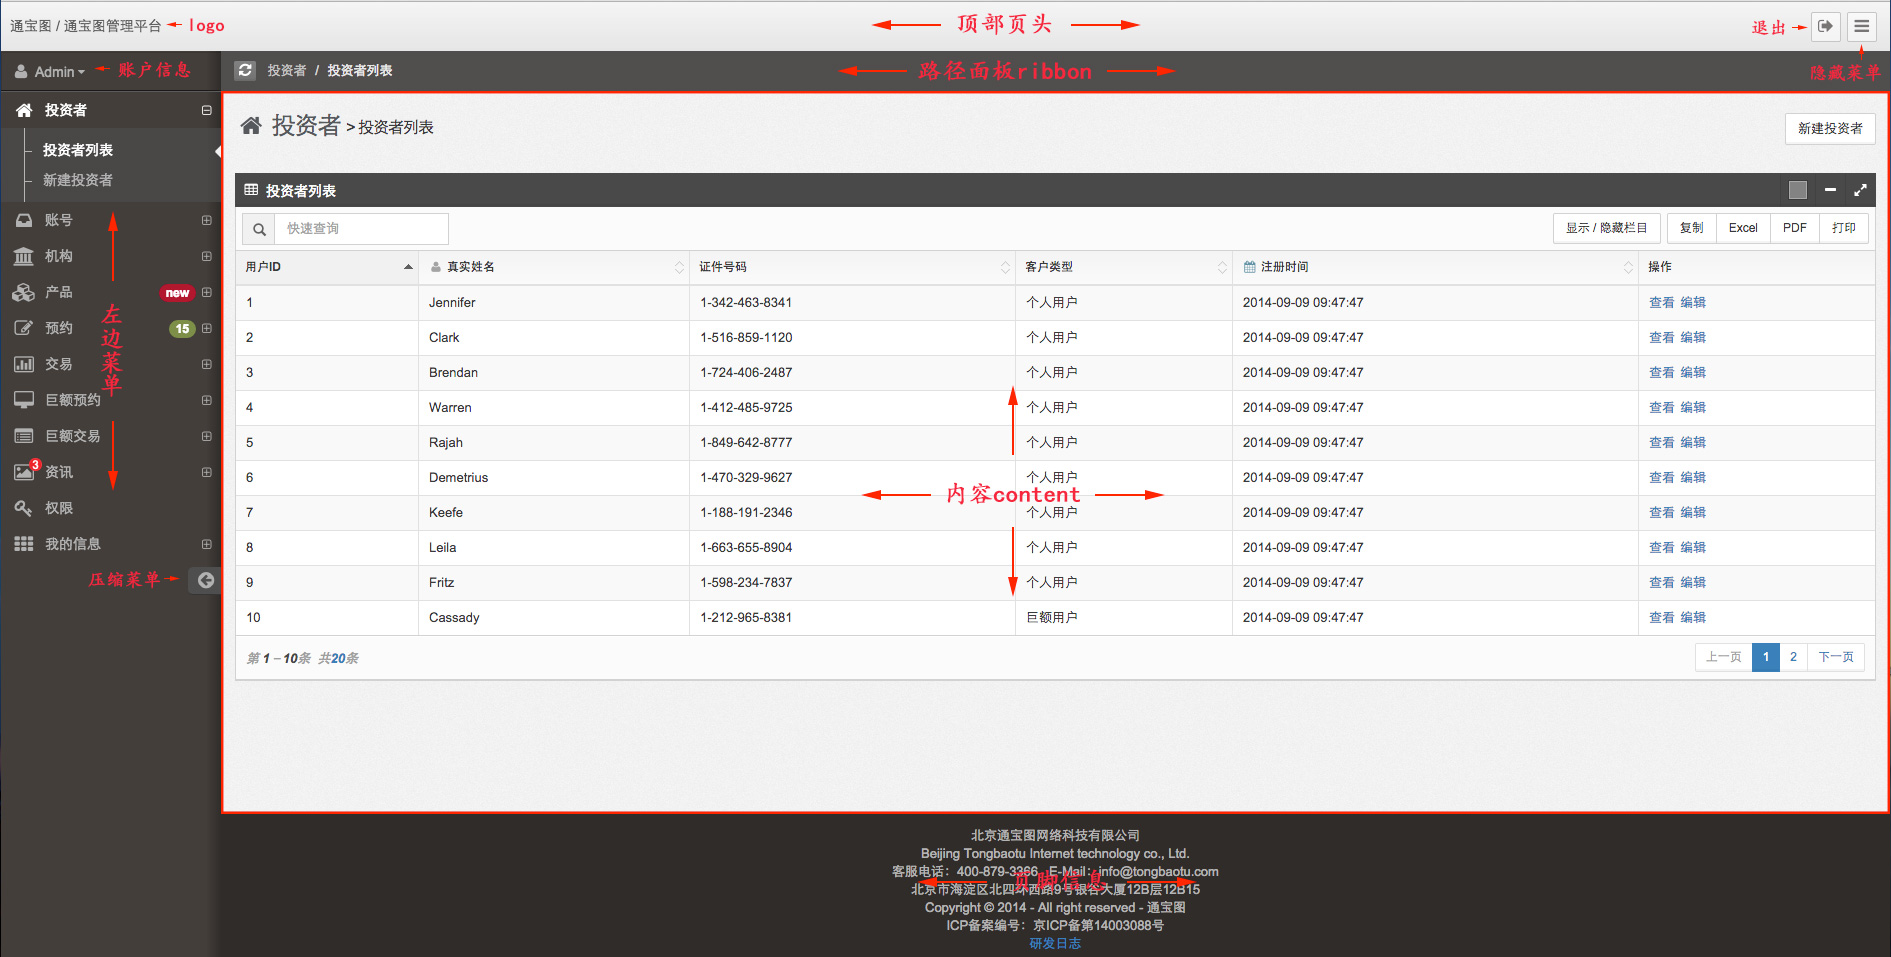 通宝图 / 通宝图管理平台 logo
顶部页头
退出
Admin 账户信息
投资者 / 投资者列表
路径面板ribbon
隐藏菜单
投资者
投资者列表
新建投资者
账号
机构
产品 new
预约 15
交易
巨额预约
巨额交易
资讯 3
权限
我的信息
左边菜单
压缩菜单
投资者 > 投资者列表
新建投资者
投资者列表
快速查询
显示 / 隐藏栏目 复制 Excel PDF 打印
用户ID 真实姓名 证件号码 客户类型 注册时间 操作
1 Jennifer 1-342-463-8341 个人用户 2014-09-09 09:47:47 查看 编辑
2 Clark 1-516-859-1120 个人用户 2014-09-09 09:47:47 查看 编辑
3 Brendan 1-724-406-2487 个人用户 2014-09-09 09:47:47 查看 编辑
4 Warren 1-412-485-9725 个人用户 2014-09-09 09:47:47 查看 编辑
5 Rajah 1-849-642-8777 个人用户 2014-09-09 09:47:47 查看 编辑
6 Demetrius 1-470-329-9627 个人用户 2014-09-09 09:47:47 查看 编辑
内容content
7 Keefe 1-188-191-2346 个人用户 2014-09-09 09:47:47 查看 编辑
8 Leila 1-663-655-8904 个人用户 2014-09-09 09:47:47 查看 编辑
9 Fritz 1-598-234-7837 个人用户 2014-09-09 09:47:47 查看 编辑
10 Cassady 1-212-965-8381 巨额用户 2014-09-09 09:47:47 查看 编辑
第 1 – 10条 共20条
上一页 1 2 下一页
北京通宝图网络科技有限公司
Beijing Tongbaotu Internet technology co., Ltd.
客服电话：400-879-3366 E-Mail：info@tongbaotu.com
页脚信息
北京市海淀区北四环西路9号银谷大厦12B层12B15
Copyright © 2014 - All right reserved - 通宝图
ICP备案编号：京ICP备第14003088号
研发日志